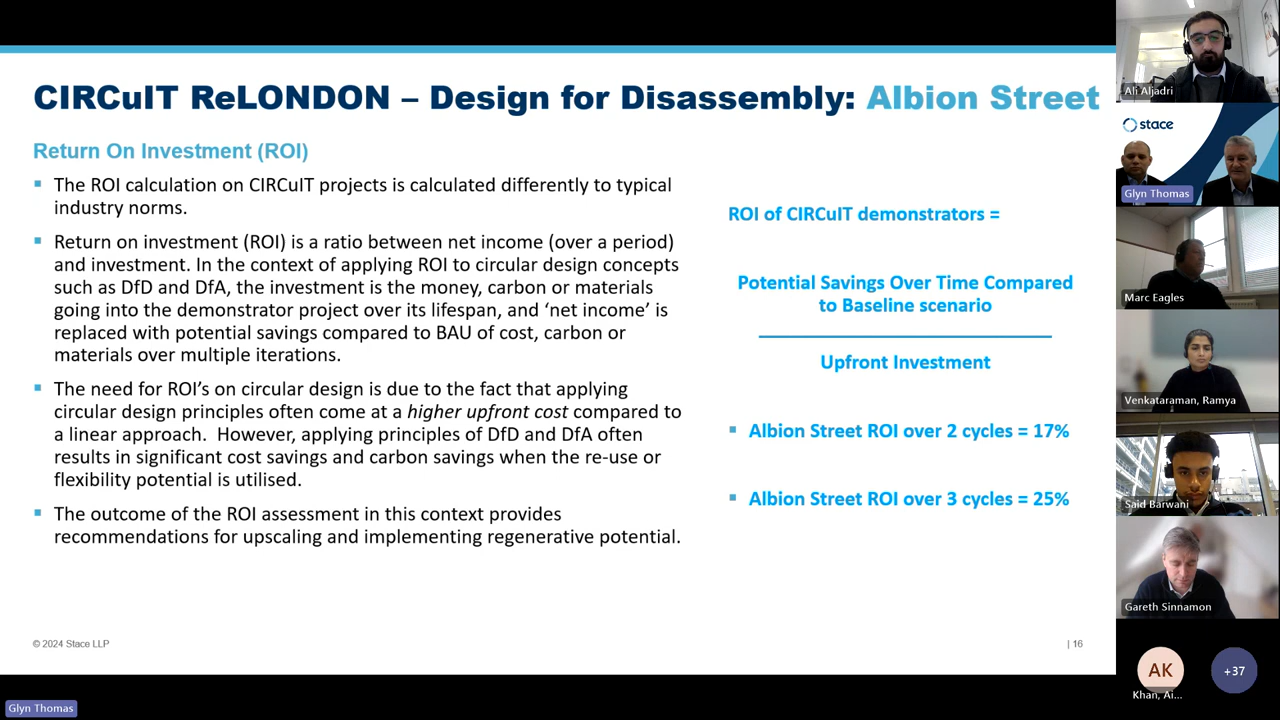 CIRCuIT ReLONDON – Design for Disassembly: Albion Street
Return On Investment (ROI)
▪ The ROI calculation on CIRCuIT projects is calculated differently to typical
industry norms.
▪ Return on investment (ROI) is a ratio between net income (over a period)
and investment. In the context of applying ROI to circular design concepts
such as DfD and DfA, the investment is the money, carbon or materials
going into the demonstrator project over its lifespan, and ‘net income’ is
replaced with potential savings compared to BAU of cost, carbon or
materials over multiple iterations.
▪ The need for ROI’s on circular design is due to the fact that applying
circular design principles often come at a higher upfront cost compared to
a linear approach.  However, applying principles of DfD and DfA often
results in significant cost savings and carbon savings when the re-use or
flexibility potential is utilised.
▪ The outcome of the ROI assessment in this context provides
recommendations for upscaling and implementing regenerative potential.
ROI of CIRCuIT demonstrators =
Potential Savings Over Time Compared
to Baseline scenario
Upfront Investment
▪ Albion Street ROI over 2 cycles = 17%
▪ Albion Street ROI over 3 cycles = 25%
© 2024 Stace LLP
| 16
Glyn Thomas
Ali Aljadri
stace
Glyn Thomas
Marc Eagles
Venkataraman, Ramya
Said Barwani
Gareth Sinnamon
AK
Khan, Ai...
+37